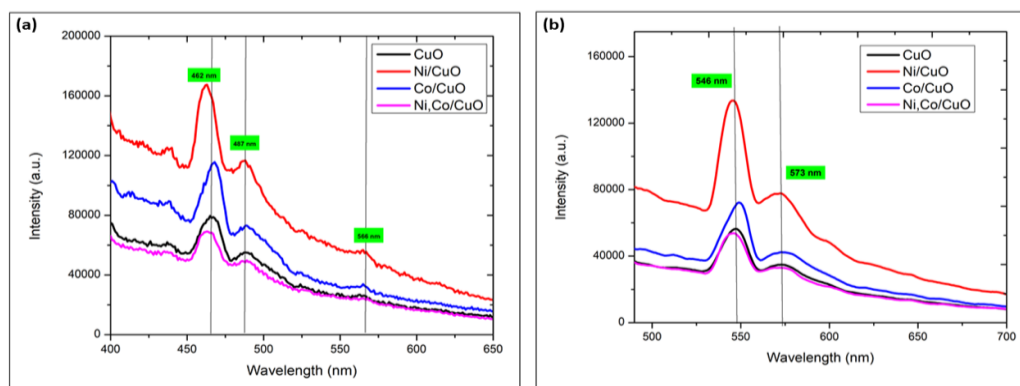 (a)
200000
160000
120000
80000
40000
0
Intensity (a.u.)
CuO
Ni/CuO
Co/CuO
Ni,Co/CuO
462 nm
487 nm
400
450
500
550
600
650
Wavelength (nm)
(b)
160000
120000
80000
40000
0
Intensity (a.u.)
CuO
Ni/CuO
Co/CuO
Ni,Co/CuO
546 nm
573 nm
500
550
600
650
700
Wavelength (nm)